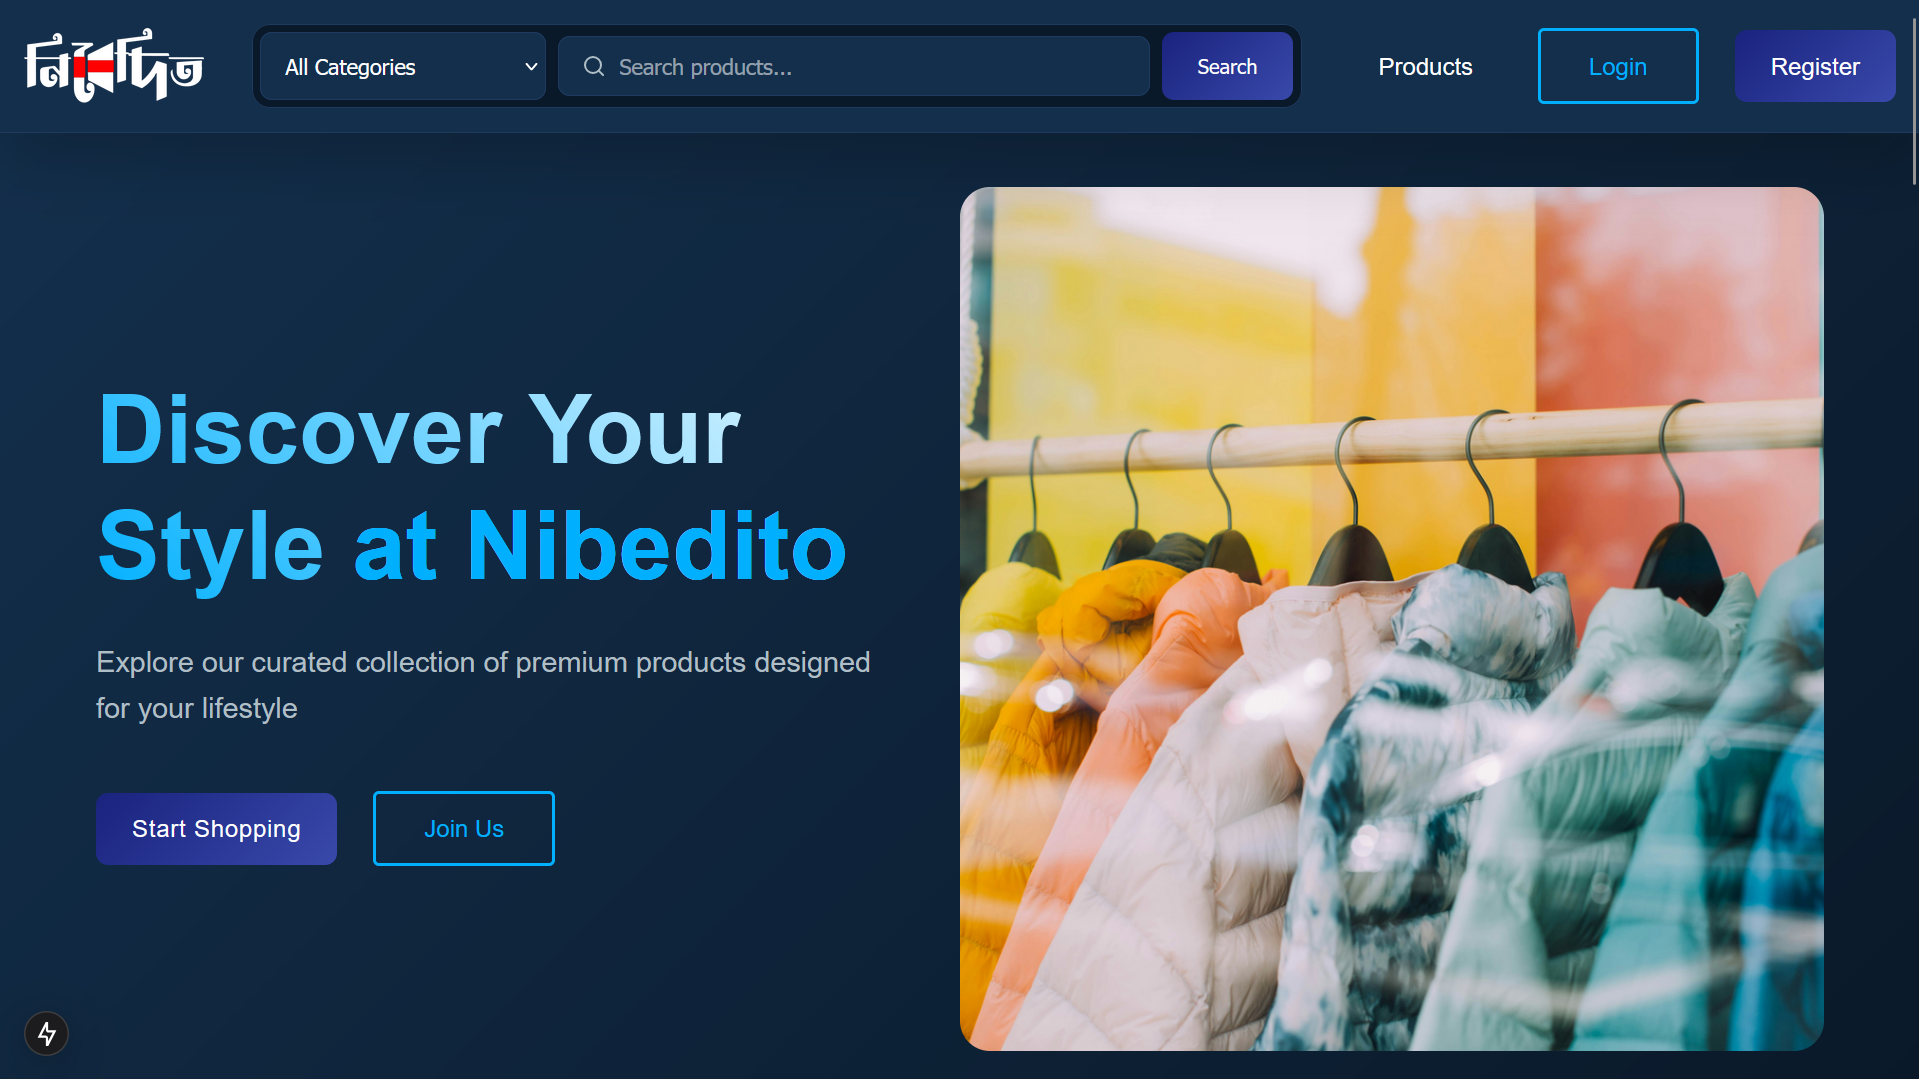 নিবেদিত
All Categories
Search products...
Search
Products
Login
Register
Discover Your
Style at Nibedito
Explore our curated collection of premium products designed
for your lifestyle
Start Shopping
Join Us